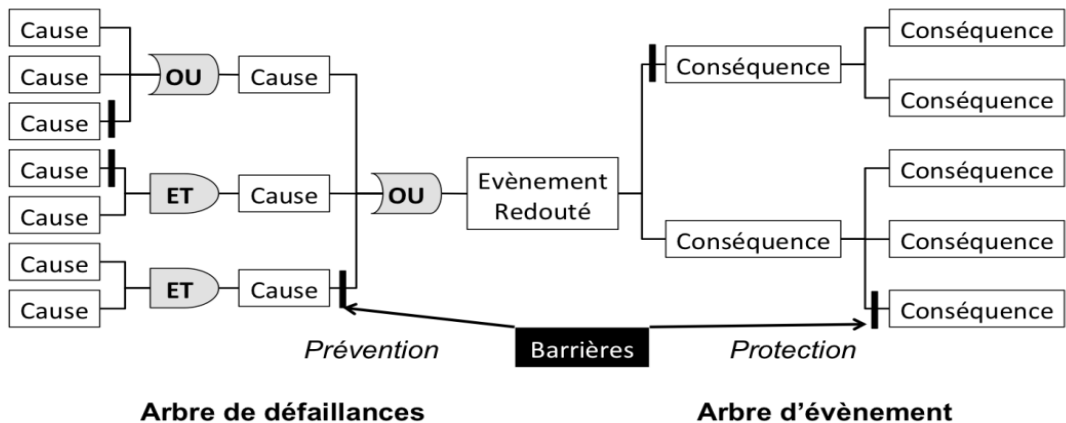 Cause
Cause
Cause
Cause
Cause
Cause
Cause
OU
ET
ET
Cause
Cause
Cause
OU
Evènement
Redouté
Conséquence
Conséquence
Conséquence
Conséquence
Conséquence
Conséquence
Conséquence
Prévention
Barrières
Protection
Arbre de défaillances
Arbre d'évènement